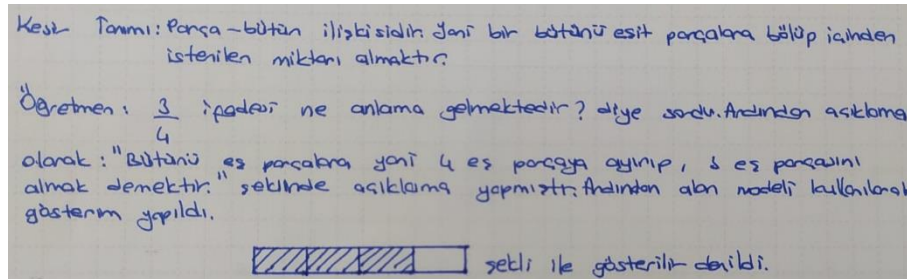 Kesir Tanımı: Parça-bütün ilişkisidir. Yani bir bütünü eşit parçalara bölüp içinden
istenilen miktarı almaktır.
Öğretmen: 3/4 ifadesi ne anlama gelmektedir? diye sordu. Ardından açıklama
olarak: "Bütünü eş parçalara yani 4 eş parçaya ayırıp, 3 eş parçasını
almak demektir." şeklinde açıklama yapmıştır. Ardından alan modeli kullanılarak
gösterim yapıldı.
şekli ile gösterilir denildi.